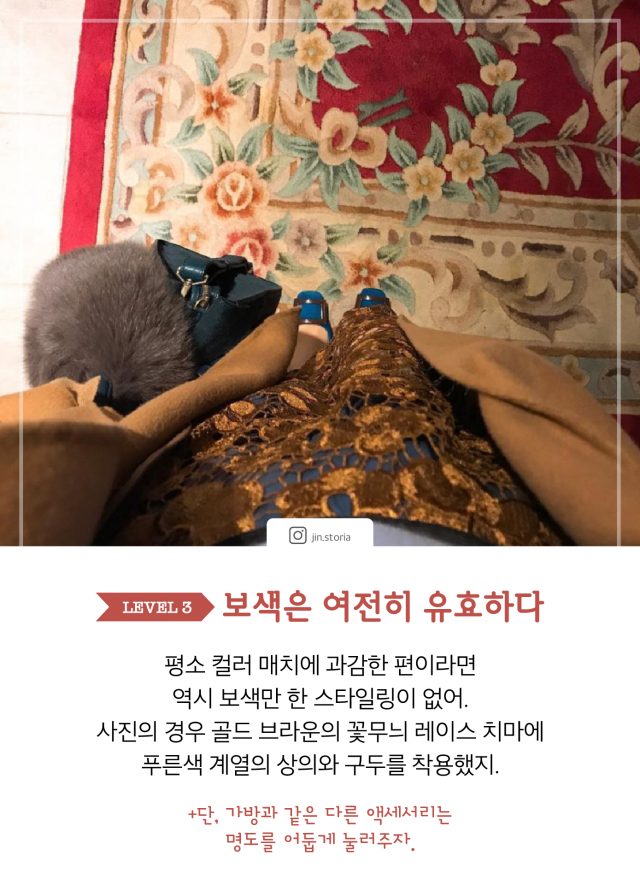 jin.storia
LEVEL 3 보색은 여전히 유효하다
평소 컬러 매치에 과감한 편이라면
역시 보색만 한 스타일링이 없어.
사진의 경우 골드 브라운의 꽃무늬 레이스 치마에
푸른색 계열의 상의와 구두를 착용했지.
+단, 가방과 같은 다른 액세서리는
명도를 어둡게 눌러주자.